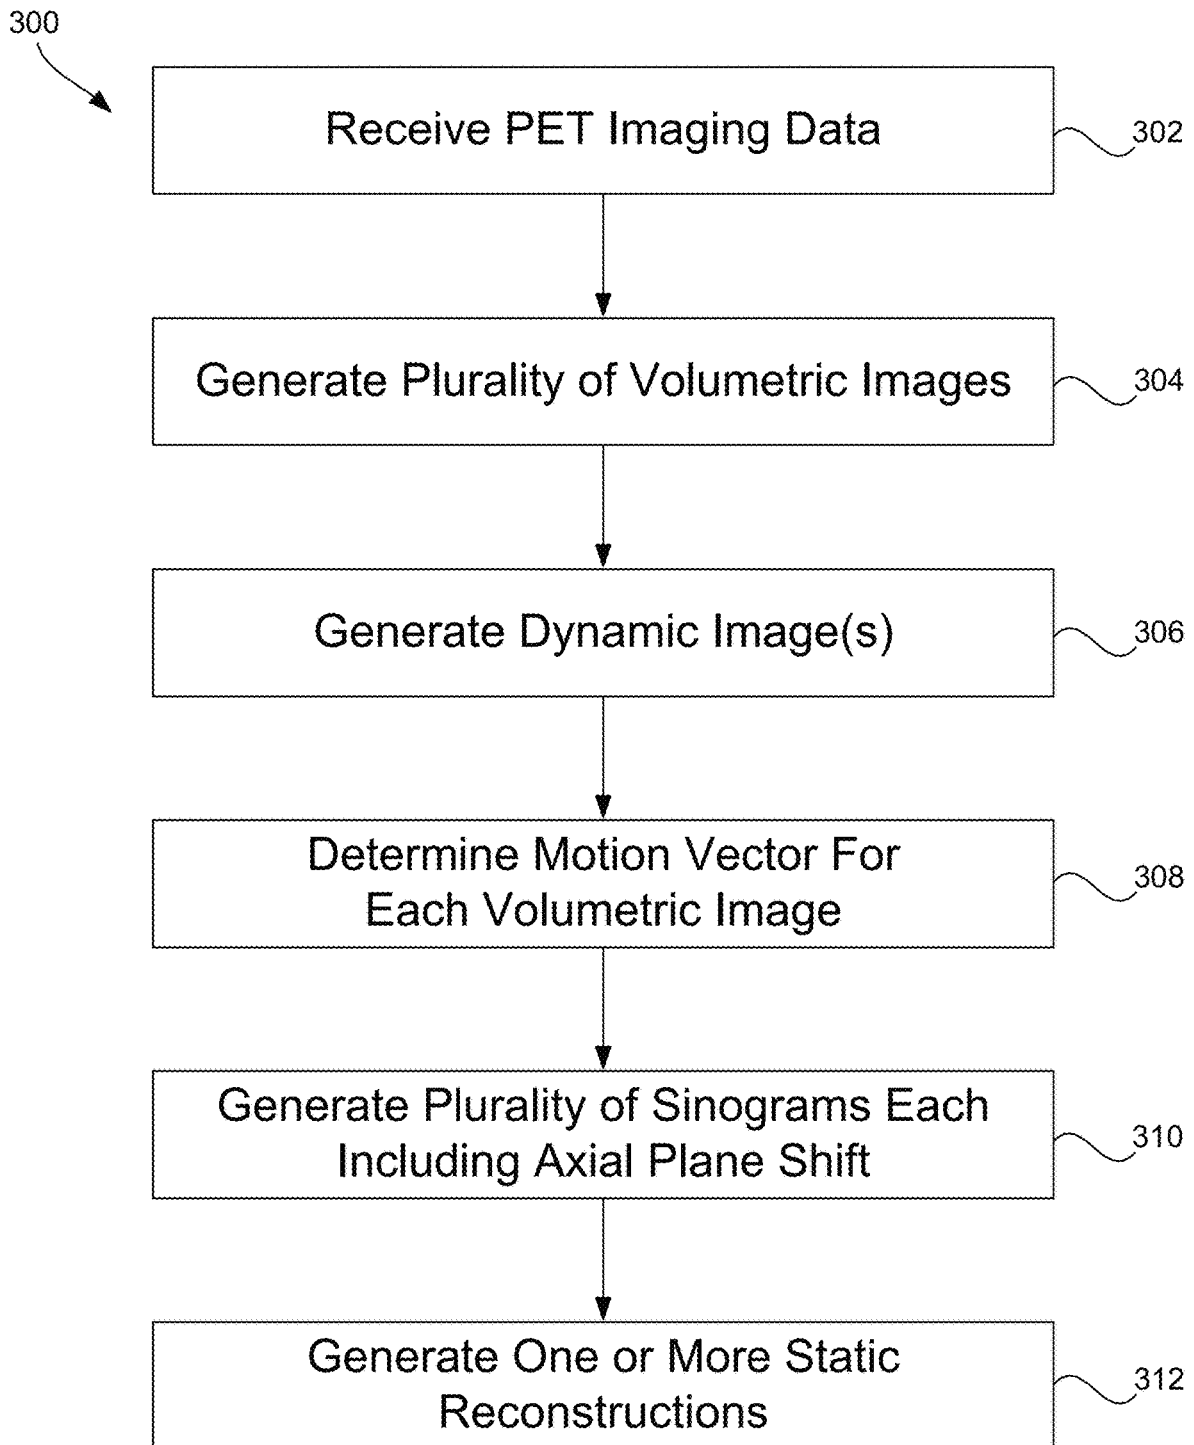 300
Receive PET Imaging Data
302
Generate Plurality of Volumetric Images
304
Generate Dynamic Image(s)
306
Determine Motion Vector For
Each Volumetric Image
308
Generate Plurality of Sinograms Each
Including Axial Plane Shift
310
Generate One or More Static
Reconstructions
312